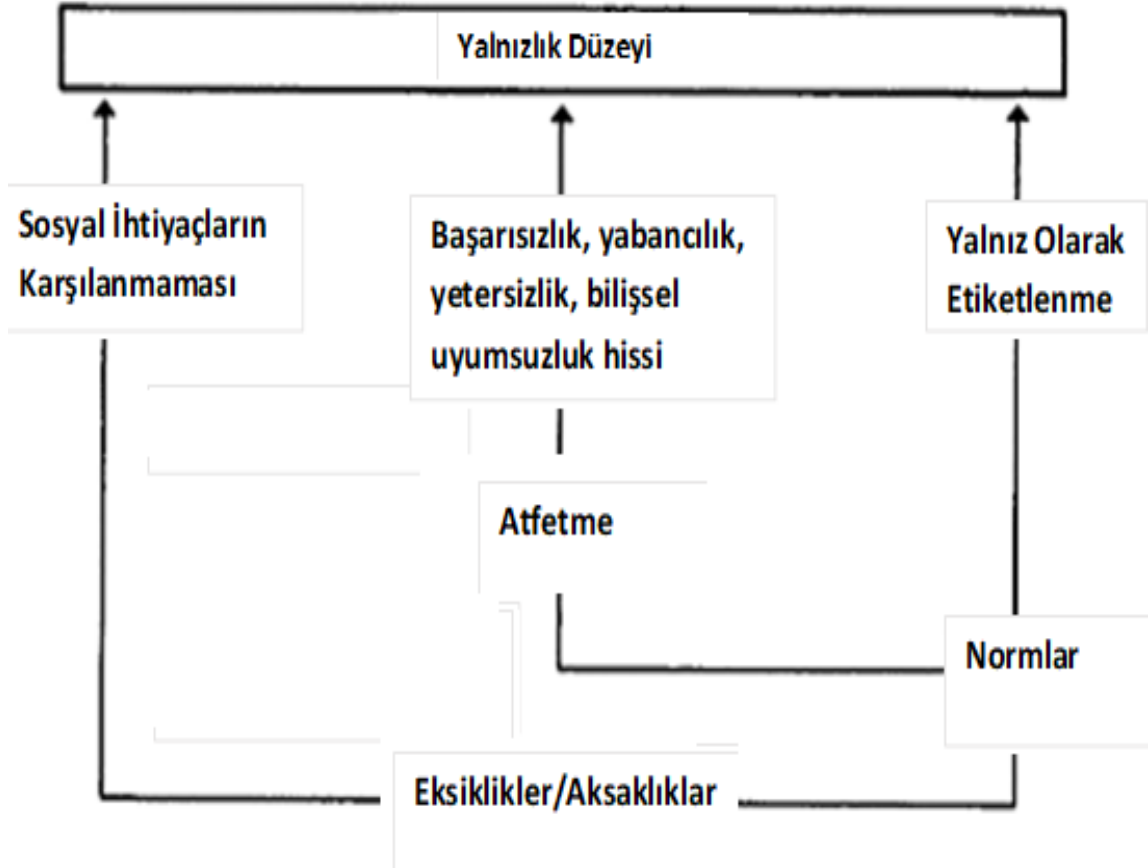 Yalnızlık Düzeyi
Sosyal İhtiyaçların
Karşılanmaması
Başarısızlık, yabancılık,
yetersizlik, bilişsel
uyumsuzluk hissi
Yalnız Olarak
Etiketlenme
Atfetme
Normlar
Eksiklikler/Aksaklıklar